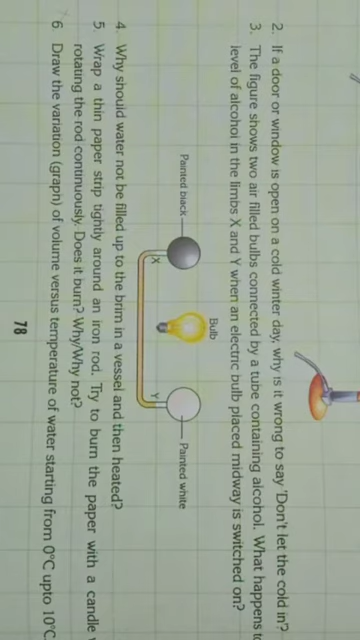 2. If a door or window is open on a cold winter day, why is it wrong to say 'Don't let the cold in?
3. The figure shows two air filled bulbs connected by a tube containing alcohol. What happens to
level of alcohol in the limbs X and Y when an electric bulb placed midway is switched on?
Bulb
Painted black
Painted white
X
Y
4. Why should water not be filled up to the brim in a vessel and then heated?
5. Wrap a thin paper strip tightly around an iron rod. Try to burn the paper with a candle
rotating the rod continuously. Does it burn? Why/Why not?
6 Draw the variation (graph) of volume versus temperature of water starting from 0°C upto 10°C.
78